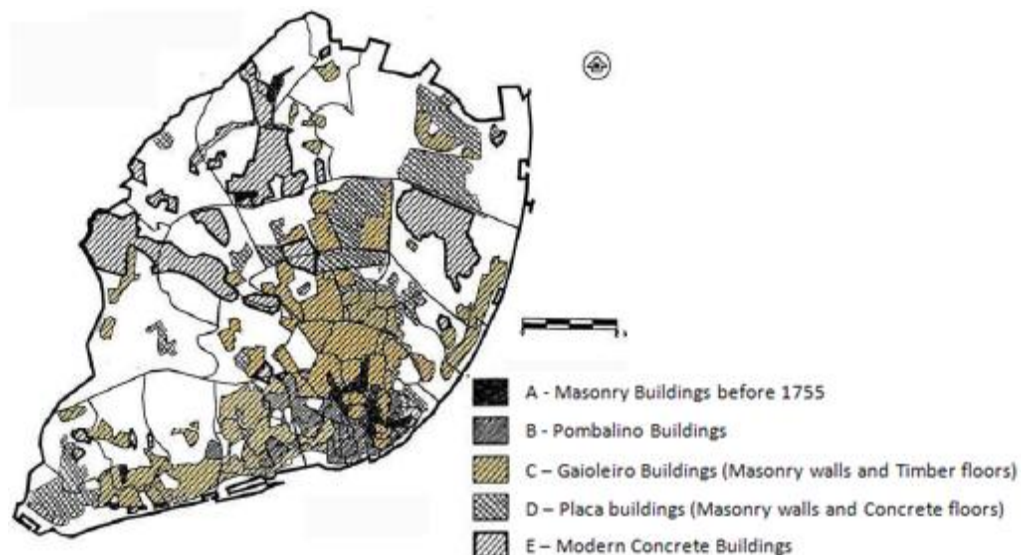 A - Masonry Buildings before 1755
B - Pombalino Buildings
C – Gaioleiro Buildings (Masonry walls and Timber floors)
D – Placa buildings (Masonry walls and Concrete floors)
E – Modern Concrete Buildings